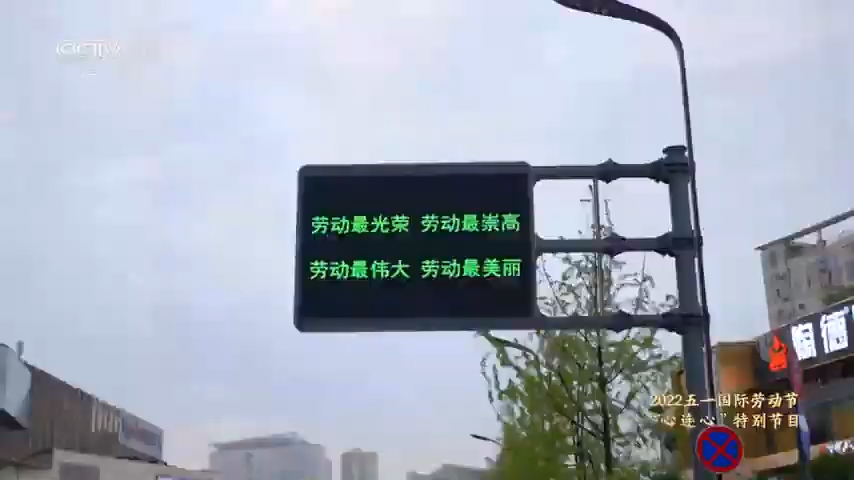 CCTV
劳动最光荣 劳动最崇高
劳动最伟大 劳动最美丽
2022五一国际劳动节
“心连心”特别节目